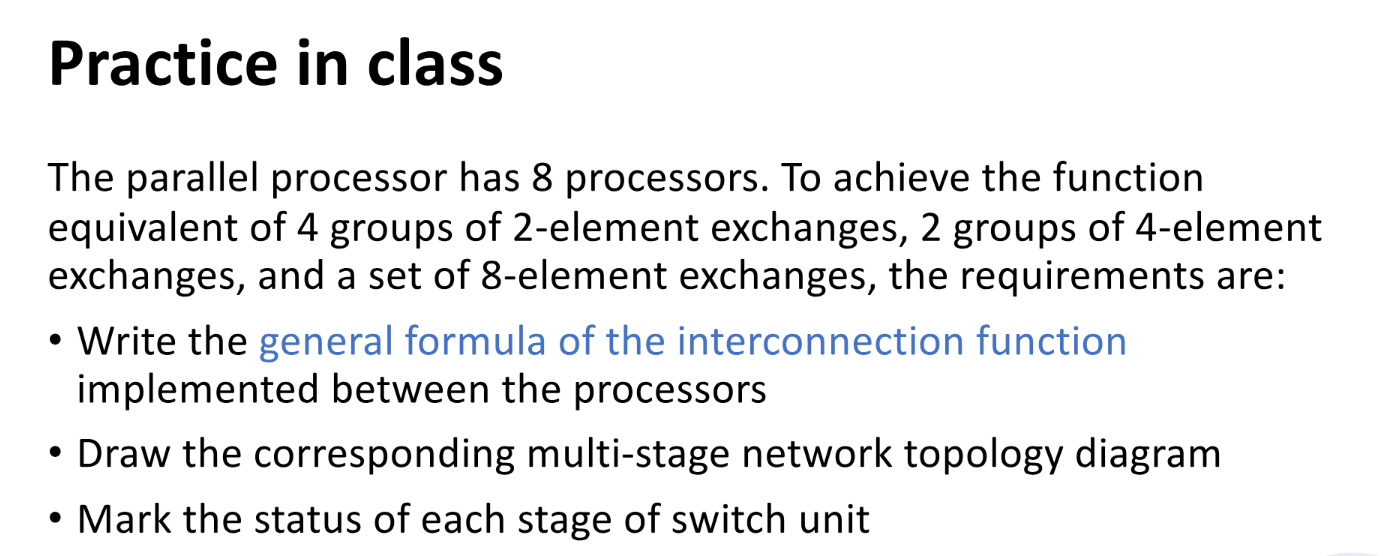 Practice in class
The parallel processor has 8 processors. To achieve the function
equivalent of 4 groups of 2-element exchanges, 2 groups of 4-element
exchanges, and a set of 8-element exchanges, the requirements are:
• Write the general formula of the interconnection function
implemented between the processors
• Draw the corresponding multi-stage network topology diagram
• Mark the status of each stage of switch unit